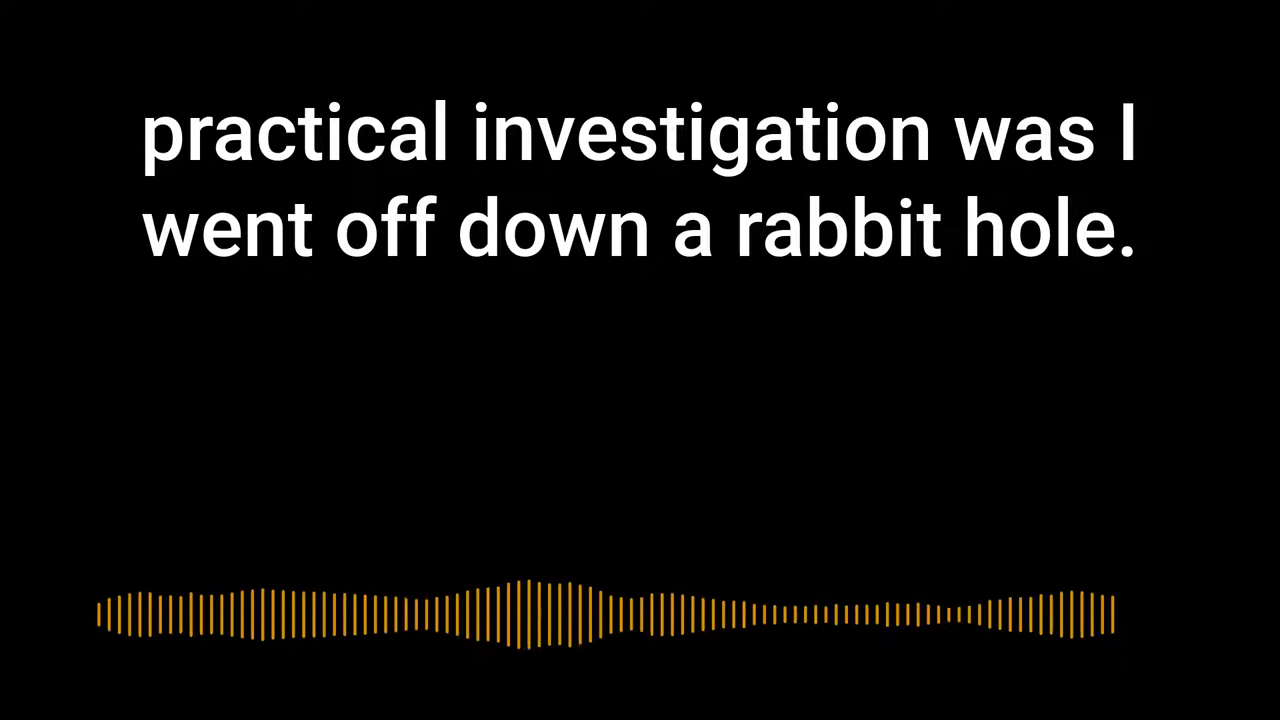 practical investigation was I
went off down a rabbit hole.